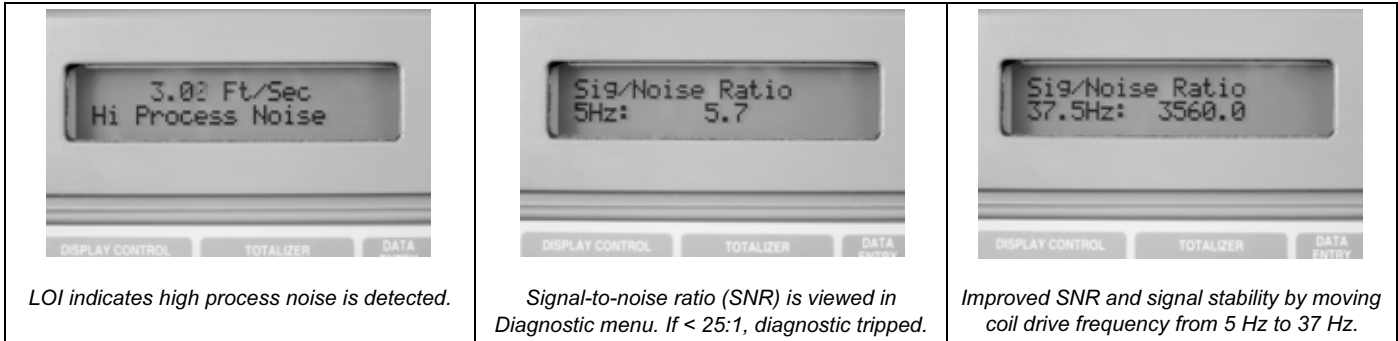 3.02 Ft/Sec
Hi Process Noise
DISPLAY CONTROL
TOTALIZER
DATA
LOI indicates high process noise is detected.
Sig/Noise Ratio
5Hz: 5.7
DISPLAY CONTROL
TOTALIZER
DATA
ENTRY
Signal-to-noise ratio (SNR) is viewed in
Diagnostic menu. If < 25:1, diagnostic tripped.
Sig/Noise Ratio
37.5Hz: 3560.0
DISPLAY CONTROL
TOTALIZER
DATA
ENTRY
Improved SNR and signal stability by moving
coil drive frequency from 5 Hz to 37 Hz.